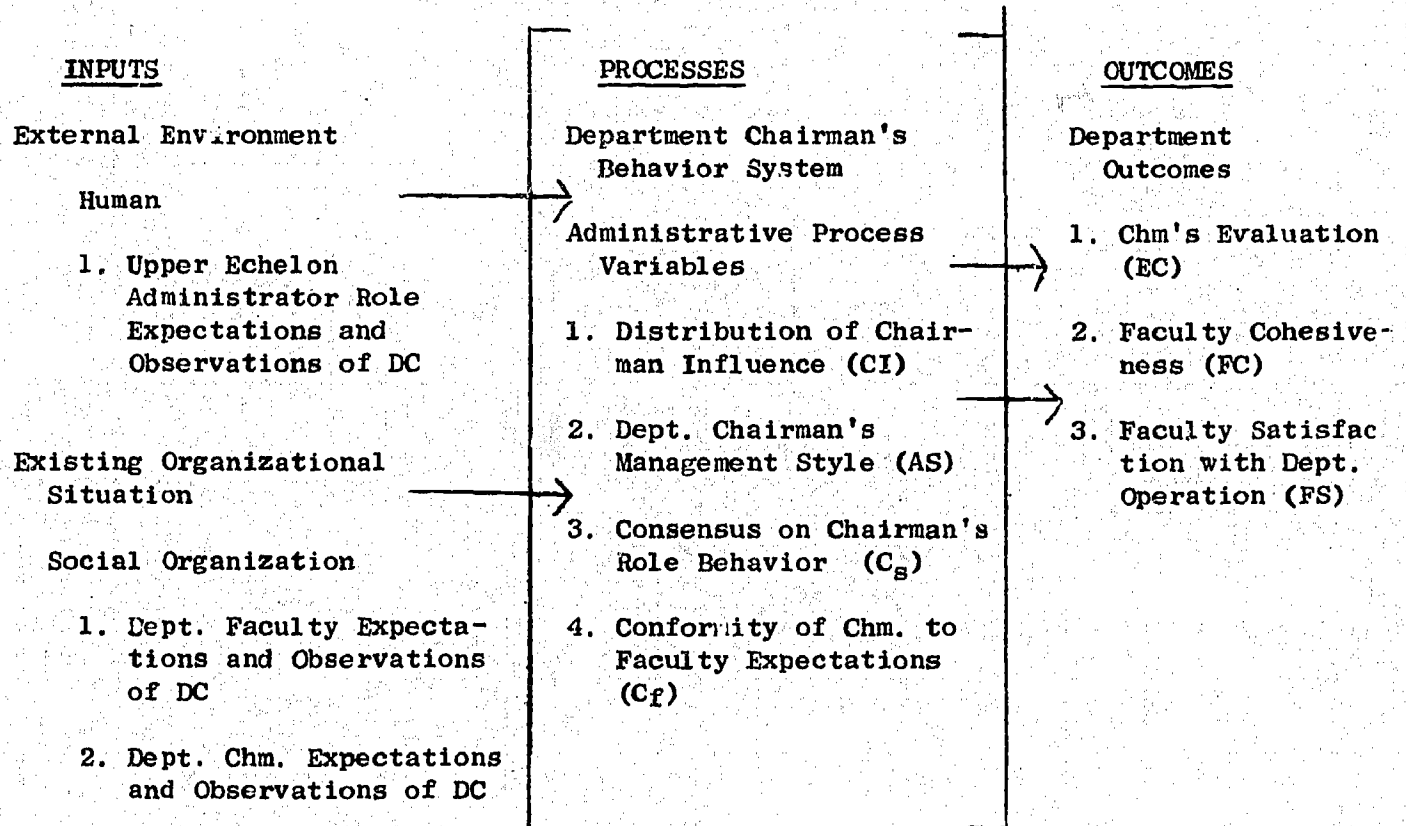 INPUTS
External Environment
Human
1. Upper Echelon
Administrator Role
Expectations and
Observations of DC
Existing Organizational
Situation
Social Organization
1. Dept. Faculty Expecta-
tions and Observations
of DC
2. Dept. Chm. Expectations
and Observations of DC
PROCESSES
Department Chairman's
Behavior System
Administrative Process
Variables
1. Distribution of Chair-
man Influence (CI)
2. Dept. Chairman's
Management Style (AS)
3. Consensus on Chairman's
Role Behavior (Cs)
4. Conformity of Chm. to
Faculty Expectations
(Cf)
OUTCOMES
Department
Outcomes
1. Chm's Evaluation
(EC)
2. Faculty Cohesive-
ness (FC)
3. Faculty Satisfac
tion with Dept.
Operation (FS)